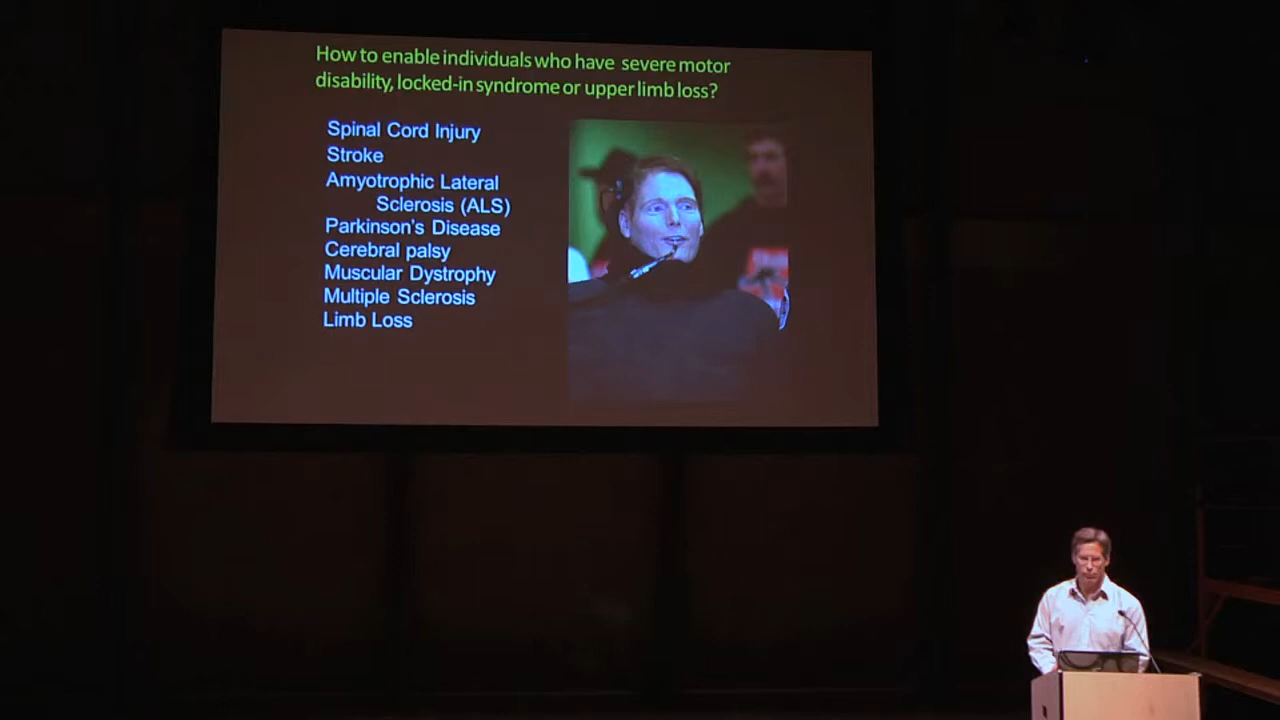 How to enable individuals who have severe motor
disability, locked-in syndrome or upper limb loss?
Spinal Cord Injury
Stroke
Amyotrophic Lateral
Sclerosis (ALS)
Parkinson's Disease
Cerebral palsy
Muscular Dystrophy
Multiple Sclerosis
Limb Loss